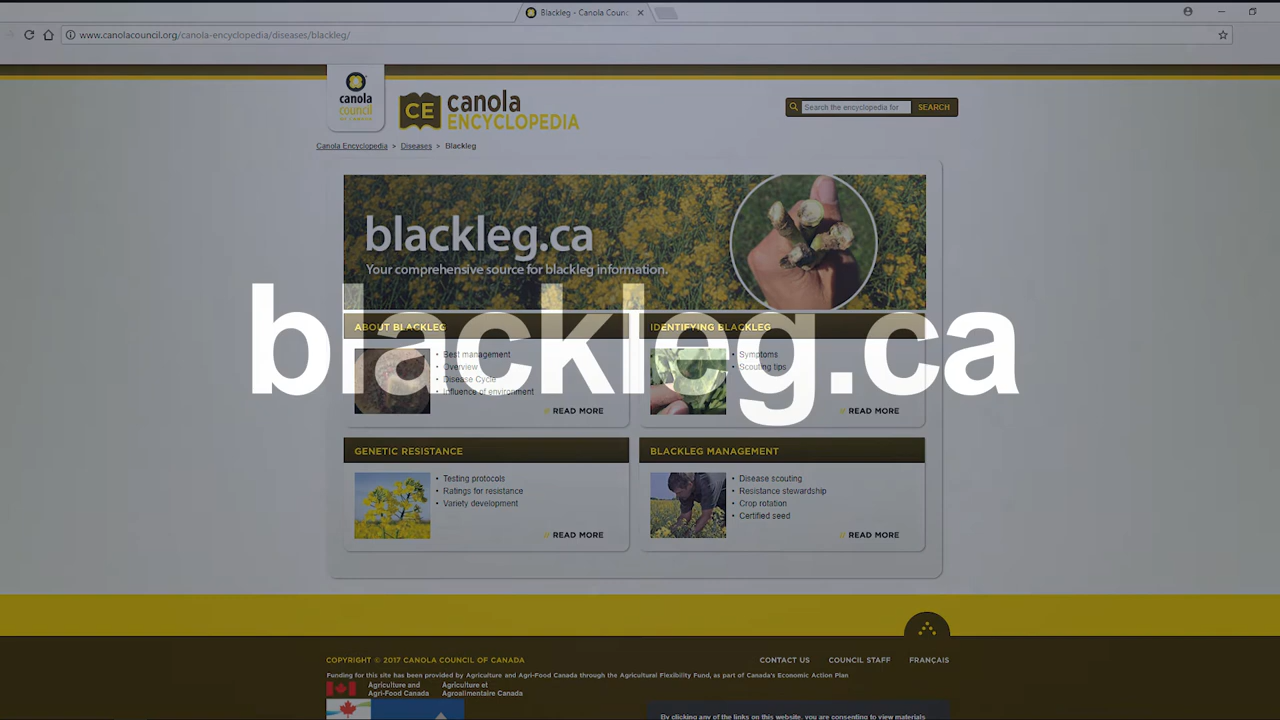 Blackleg - Canola Counc
www.canolacouncil.org/canola-encyclopedia/diseases/blackleg/
canola
council
OF CANADA
CE canola
ENCYCLOPEDIA
Search the encyclopedia for SEARCH
Canola Encyclopedia > Diseases > Blackleg
blackleg.ca
Your comprehensive source for blackleg information.
blackleg.ca
ABOUT BLACKLEG
• Best management
• Overview
• Disease Cycle
• Influence of environment
// READ MORE
IDENTIFYING BLACKLEG
• Symptoms
• Scouting tips
// READ MORE
GENETIC RESISTANCE
• Testing protocols
• Ratings for resistance
• Variety development
// READ MORE
BLACKLEG MANAGEMENT
• Disease scouting
• Resistance stewardship
• Crop rotation
• Certified seed
// READ MORE
COPYRIGHT © 2017 CANOLA COUNCIL OF CANADA
CONTACT US COUNCIL STAFF FRANÇAIS
Funding for this site has been provided by Agriculture and Agri-Food Canada through the Agricultural Flexibility Fund, as part of Canada's Economic Action Plan
Agriculture and
Agri-Food Canada
Agriculture et
Agroalimentaire Canada
By clicking any of the links on this website, you are consenting to view materials